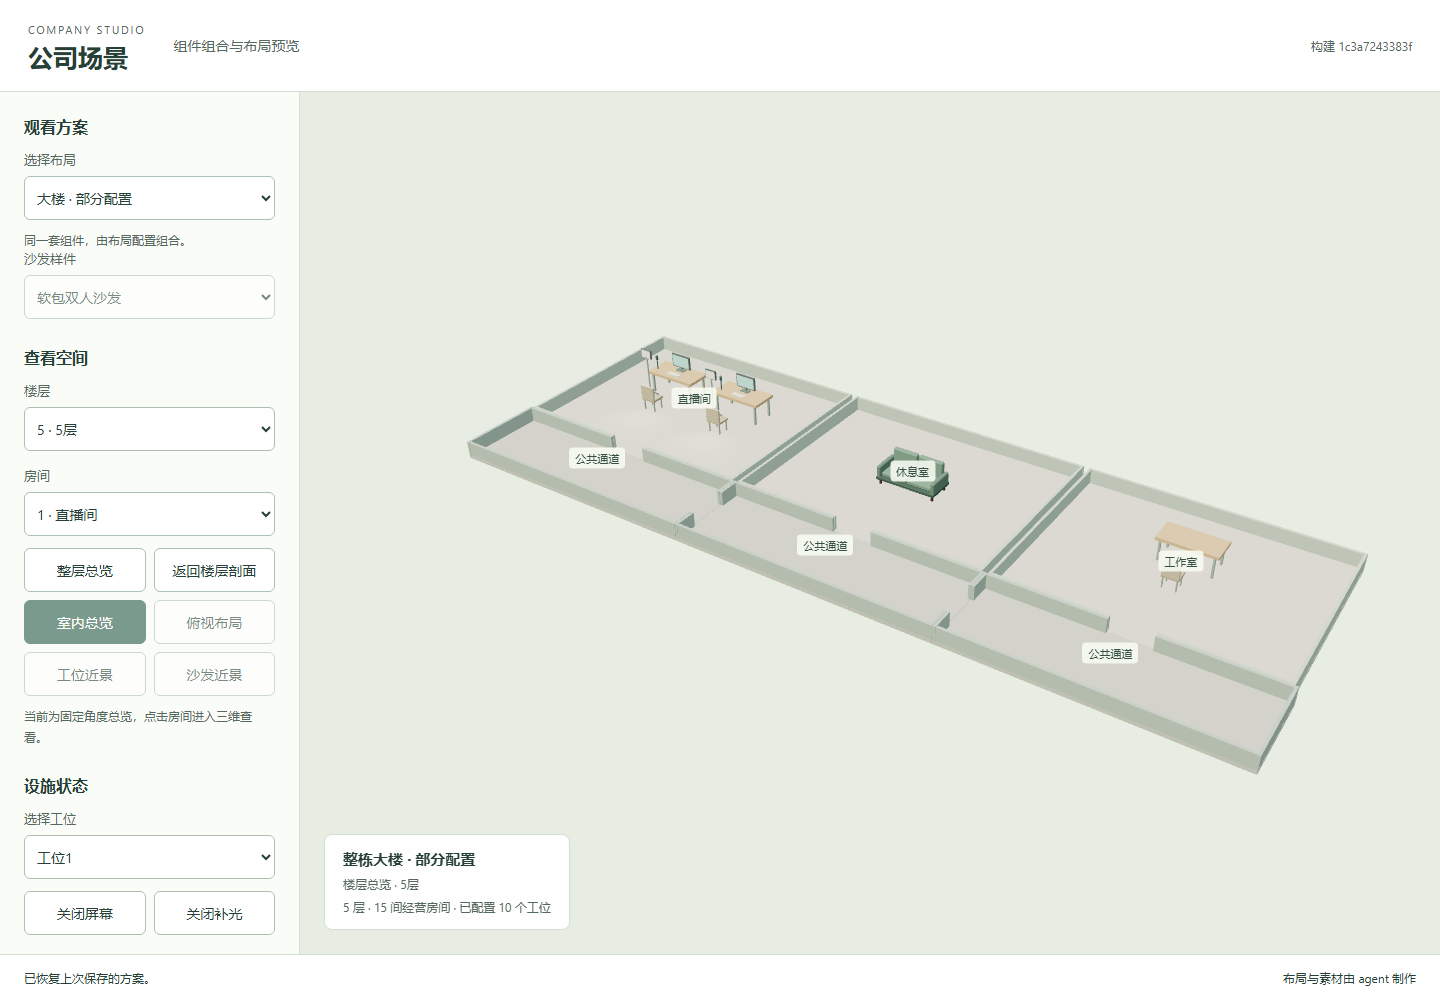 COMPANY STUDIO
公司场景
组件组合与布局预览
构建 1c3a7243383f
观看方案
选择布局
大楼 · 部分配置
同一套组件，由布局配置组合。
沙发样件
软包双人沙发
查看空间
楼层
5 · 5层
房间
1 · 直播间
整层总览
返回楼层剖面
室内总览
俯视布局
工位近景
沙发近景
当前为固定角度总览，点击房间进入三维查
看。
设施状态
选择工位
工位1
关闭屏幕
关闭补光
直播间
公共通道
休息室
公共通道
工作室
公共通道
整栋大楼 · 部分配置
楼层总览 · 5层
5 层 · 15 间经营房间 · 已配置 10 个工位
已恢复上次保存的方案。
布局与素材由 agent 制作